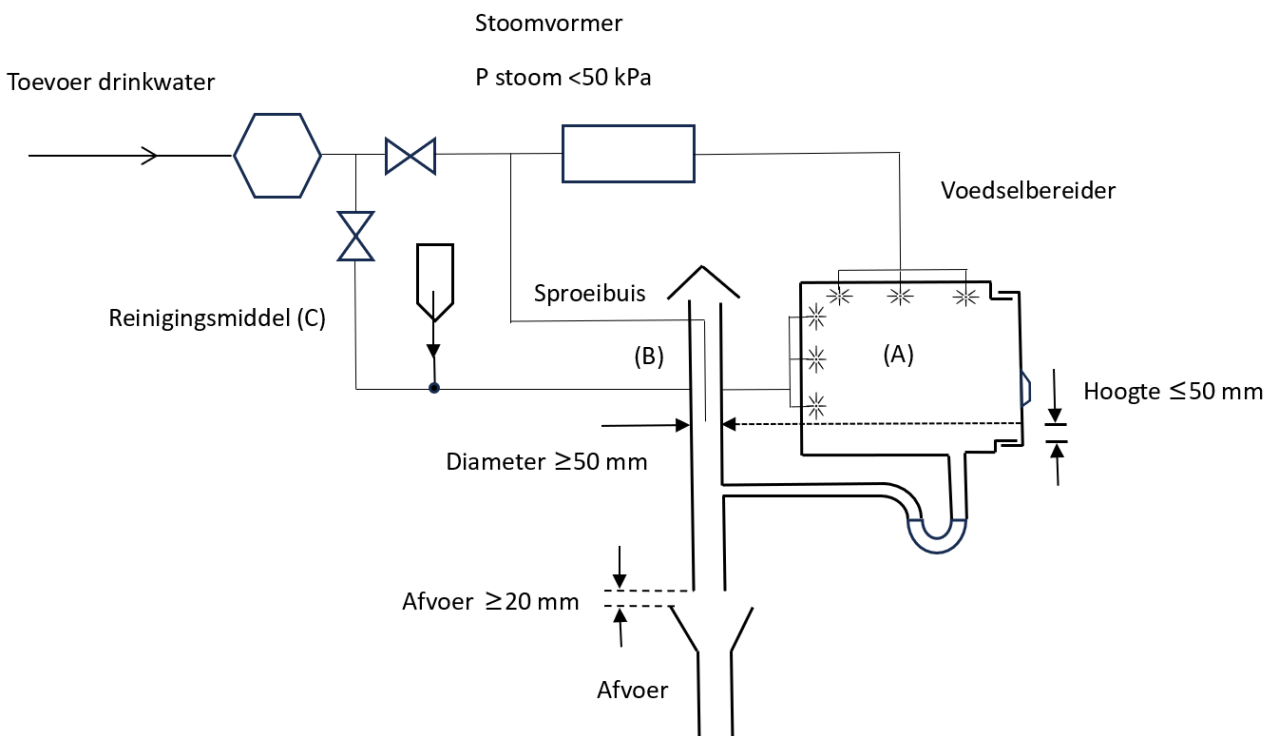 Stoomvormer
P stoom <50 kPa
Toevoer drinkwater
Voedselbereider
Sproeibuis
Reinigingsmiddel (C)
(B)
(A)
Hoogte ≤50 mm
Diameter ≥50 mm
Afvoer ≥20 mm
Afvoer